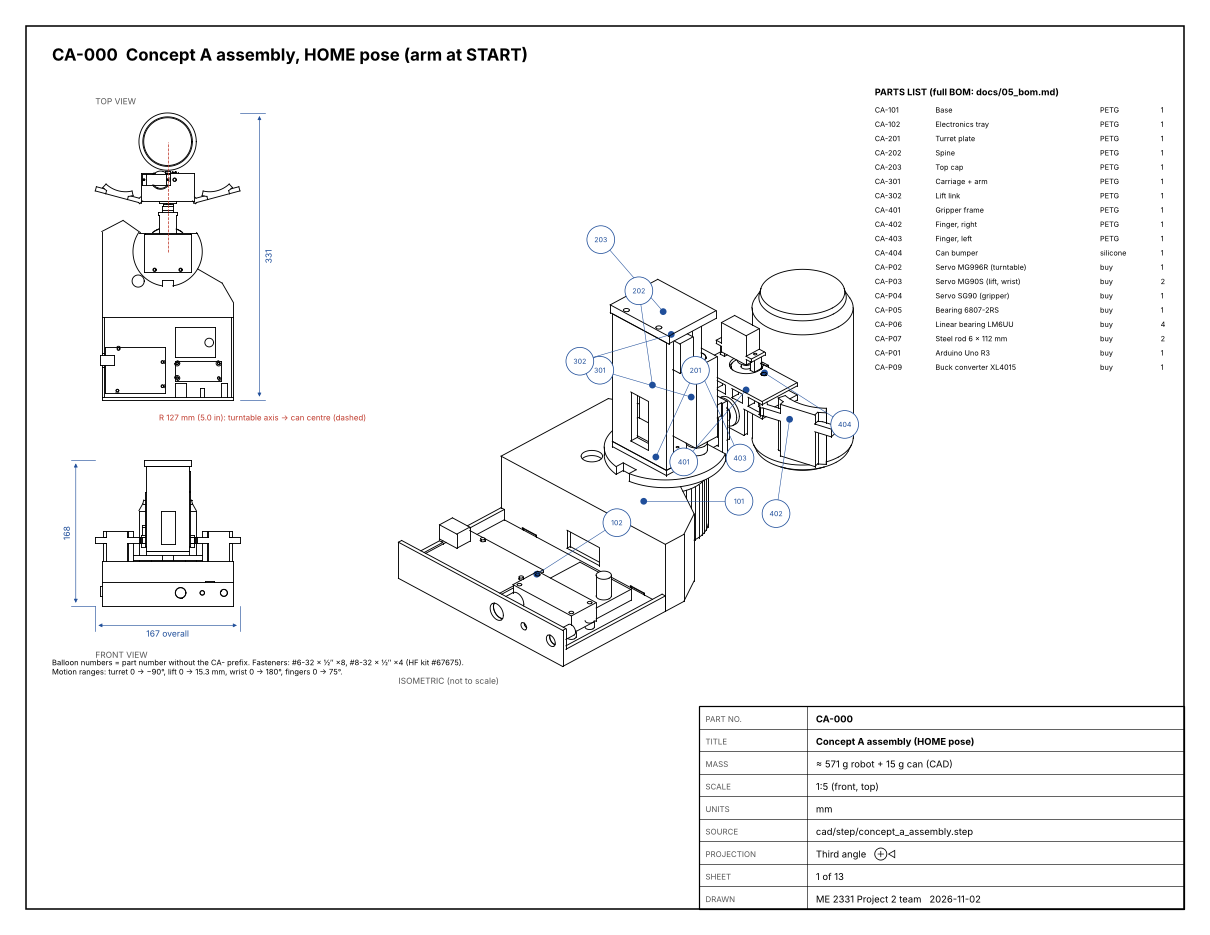 CA-000 Concept A assembly, HOME pose (arm at START)
TOP VIEW
331
R 127 mm (5.0 in): turntable axis → can centre (dashed)
168
167 overall
FRONT VIEW
Balloon numbers = part number without the CA- prefix. Fasteners: #6-32 × ½" ×8, #8-32 × ½" ×4 (HF kit #67675).
Motion ranges: turret 0 → −90°, lift 0 → 15.3 mm, wrist 0 → 180°, fingers 0 → 75°.
203
202
302
301
201
404
401
403
101
402
102
ISOMETRIC (not to scale)
PARTS LIST (full BOM: docs/05_bom.md)
CA-101 Base PETG 1
CA-102 Electronics tray PETG 1
CA-201 Turret plate PETG 1
CA-202 Spine PETG 1
CA-203 Top cap PETG 1
CA-301 Carriage + arm PETG 1
CA-302 Lift link PETG 1
CA-401 Gripper frame PETG 1
CA-402 Finger, right PETG 1
CA-403 Finger, left PETG 1
CA-404 Can bumper silicone 1
CA-P02 Servo MG996R (turntable) buy 1
CA-P03 Servo MG90S (lift, wrist) buy 2
CA-P04 Servo SG90 (gripper) buy 1
CA-P05 Bearing 6807-2RS buy 1
CA-P06 Linear bearing LM6UU buy 4
CA-P07 Steel rod 6 × 112 mm buy 2
CA-P01 Arduino Uno R3 buy 1
CA-P09 Buck converter XL4015 buy 1
PART NO. CA-000
TITLE Concept A assembly (HOME pose)
MASS ≈ 571 g robot + 15 g can (CAD)
SCALE 1:5 (front, top)
UNITS mm
SOURCE cad/step/concept_a_assembly.step
PROJECTION Third angle
SHEET 1 of 13
DRAWN ME 2331 Project 2 team 2026-11-02